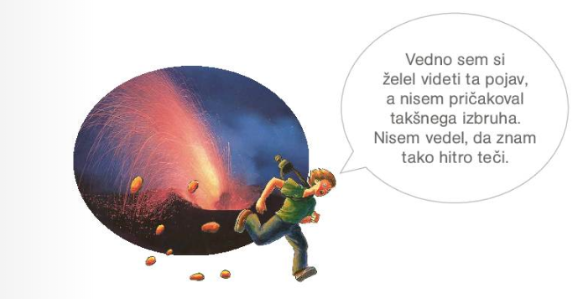 Vedno sem si
želel videti ta pojav,
a nisem pričakoval
takšnega izbruha.
Nisem vedel, da znam
tako hitro teči.